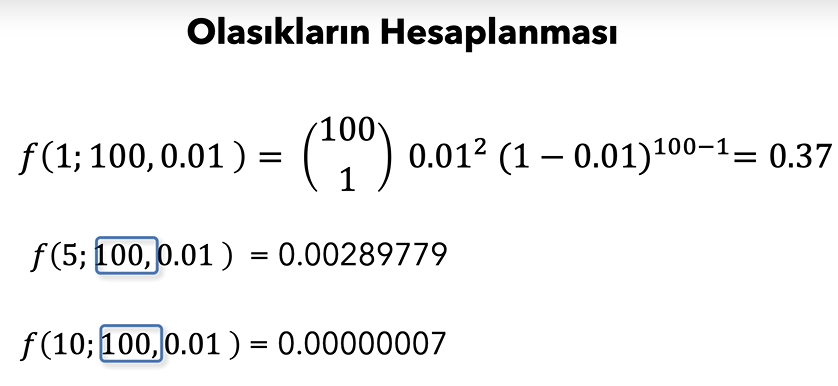 Olasıkların Hesaplanması
f(1; 100, 0.01 ) = (100 1) 0.01² (1 − 0.01)¹⁰⁰⁻¹= 0.37
f(5; 100, 0.01 ) = 0.00289779
f(10; 100, 0.01 ) = 0.00000007